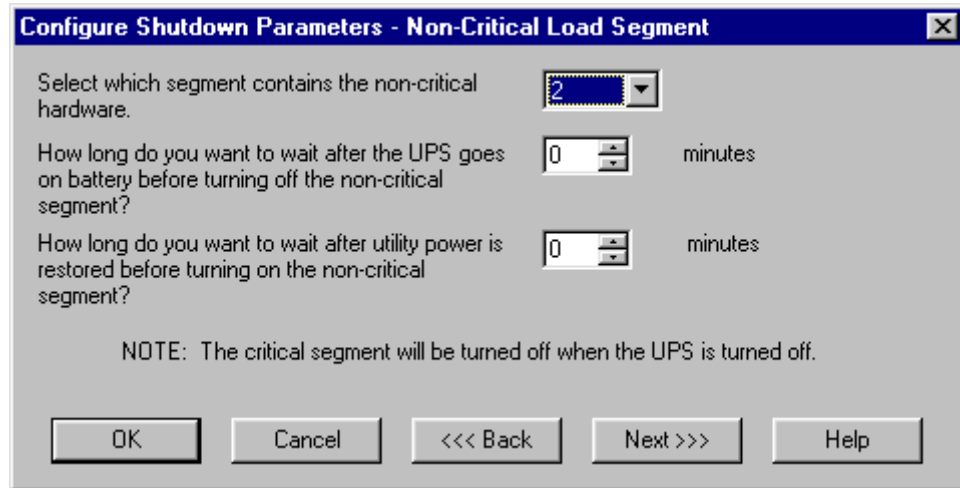 Configure Shutdown Parameters - Non-Critical Load Segment
Select which segment contains the non-critical
hardware.
2
How long do you want to wait after the UPS goes
on battery before turning off the non-critical
segment?
0 minutes
How long do you want to wait after utility power is
restored before turning on the non-critical
segment?
0 minutes
NOTE: The critical segment will be turned off when the UPS is turned off.
OK Cancel <<< Back Next >>> Help